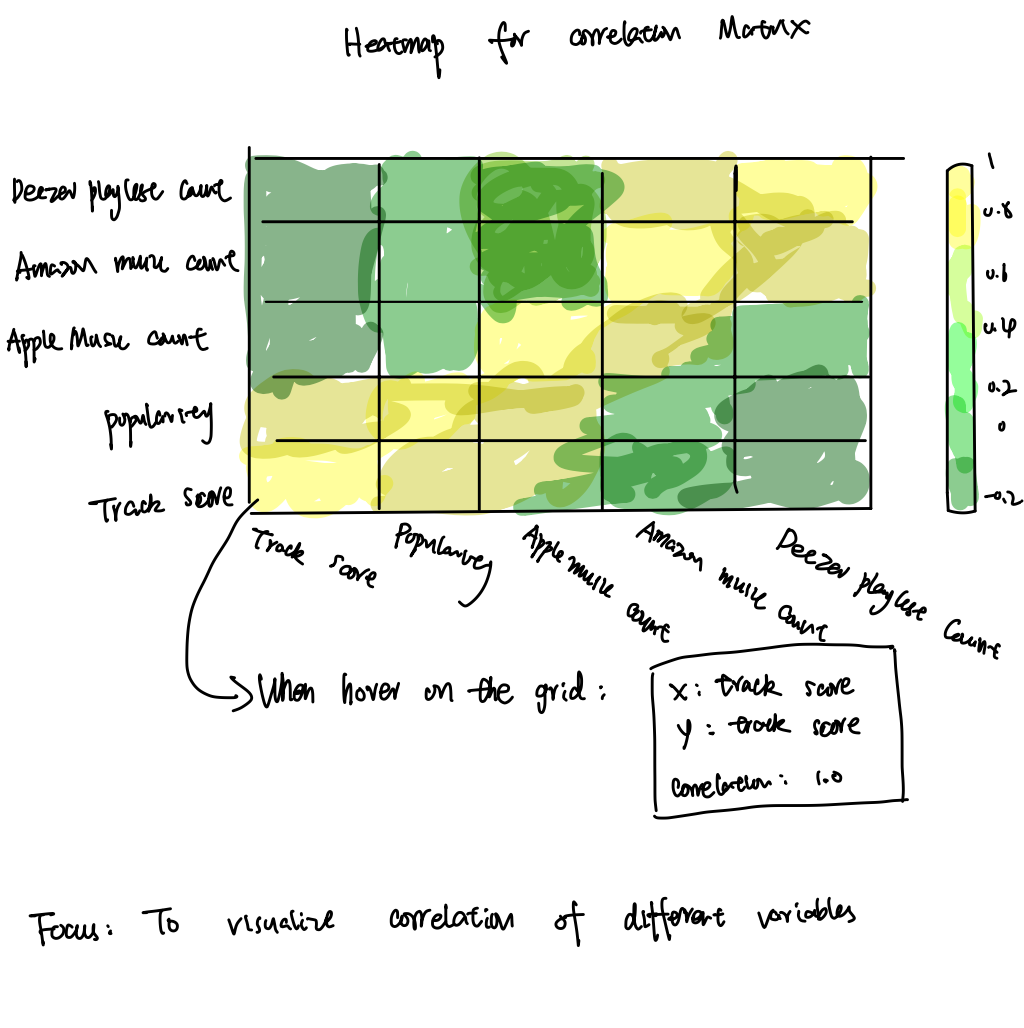 Heatmap for correlation Matrix
Deezer playlist count
Amazon music count
Apple Music count
popularity
Track score
Track score
Popularity
Apple music count
Amazon music count
Deezer playlist Count
1
0.8
0.6
0.4
0.2
0
-0.2
When hover on the grid:
X: track score
y: track score
correlation: 1.0
Focus: To visualize correlation of different variables